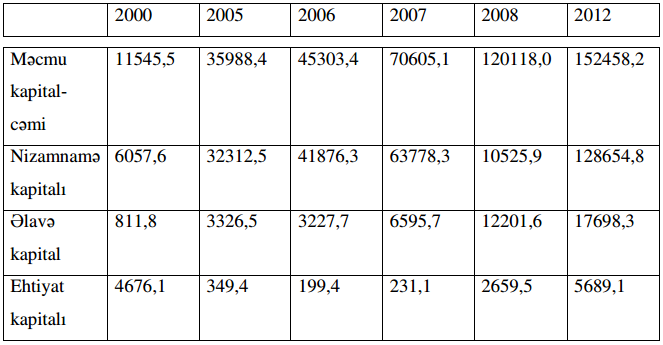 2000 2005 2006 2007 2008 2012
Məcmu 11545,5 35988,4 45303,4 70605,1 120118,0 152458,2
kapital-
cəmi
Nizamnamə 6057,6 32312,5 41876,3 63778,3 10525,9 128654,8
kapitalı
Əlavə 811,8 3326,5 3227,7 6595,7 12201,6 17698,3
kapital
Ehtiyat 4676,1 349,4 199,4 231,1 2659,5 5689,1
kapitalı